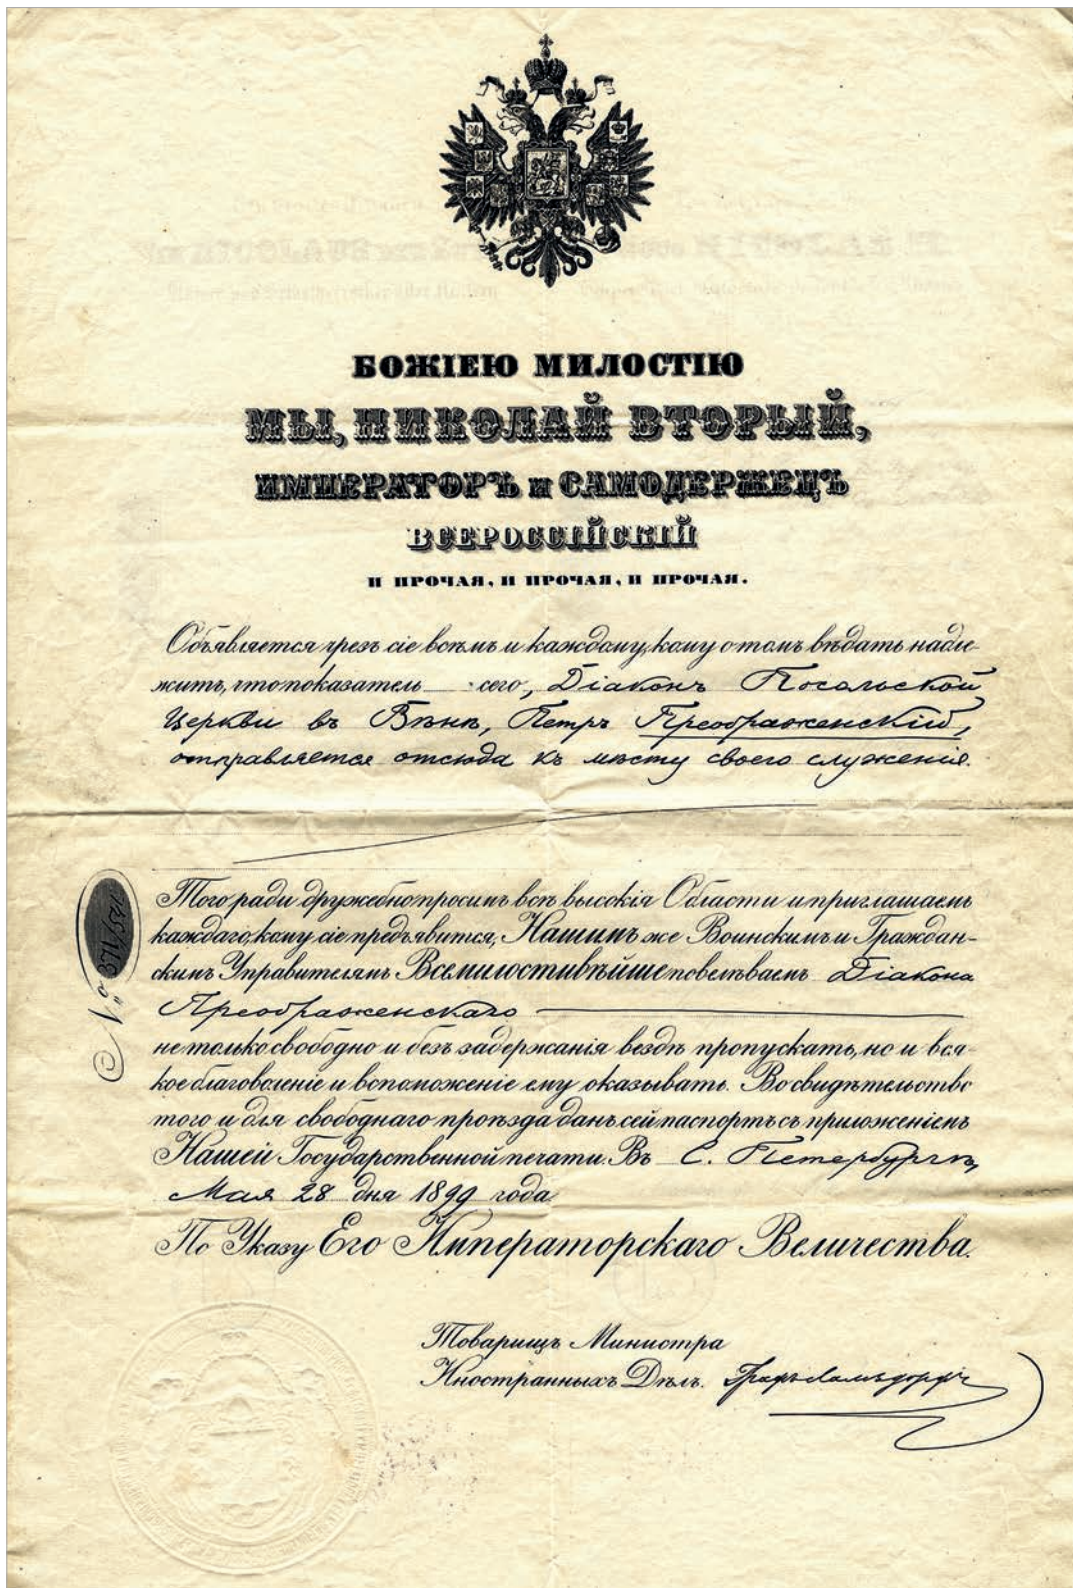 БОЖІЕЮ МИЛОСТІЮ
МЫ, НИКОЛАЙ ВТОРЫЙ,
ИМПЕРАТОРЪ и САМОДЕРЖЕЦЪ
ВСЕРОССІЙСКІЙ
И ПРОЧАЯ, И ПРОЧАЯ, И ПРОЧАЯ.
Объявляется чрезъ сіе всѣмъ и каждому, кому о томъ вѣдать надле-
житъ, что показатель сего, Діаконъ Посольской
Церкви въ Вѣнѣ, Петръ Преображенскій,
отправляется отсюда къ мѣсту своего служенія.
Того ради дружебно просимъ всѣ высокія Области и приглашаемъ
каждаго, кому сіе предъявится, Нашимъ же Воинскимъ и Граждан-
скимъ Управителямъ Всемилостивѣйше повелѣваемъ Діакона
Преображенскаго
не только свободно и безъ задержанія вездѣ пропускать, но и вся-
кое благоволеніе и вспоможеніе ему оказывать. Во свидѣтельство
того и для свободнаго проѣзда данъ сей паспортъ съ приложеніемъ
Нашей Государственной печати. Въ С. Петербургѣ,
Мая 28 дня 1899 года
По Указу Его Императорскаго Величества.
Товарищъ Министра
Иностранныхъ Дѣлъ. Графъ Ламздорфъ
№